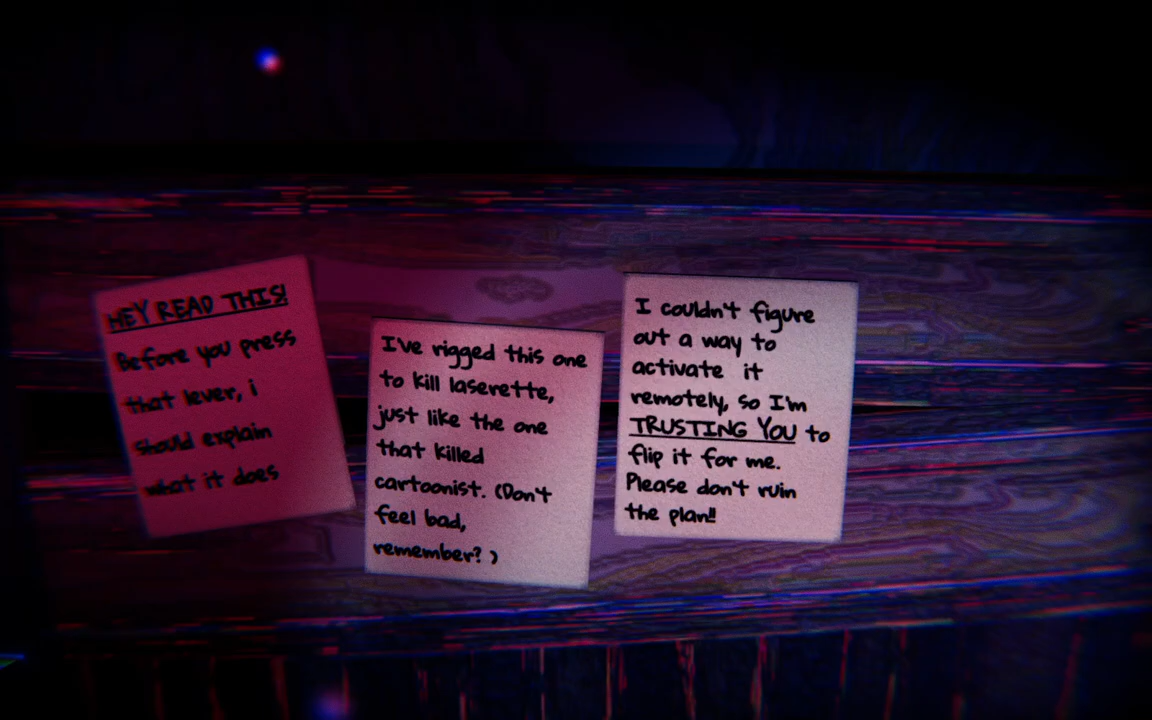 HEY READ THIS!
Before you press
that lever, i
should explain
what it does
I've rigged this one
to kill laserette,
just like the one
that killed
cartoonist. (Don't
feel bad,
remember? )
I couldn't figure
out a way to
activate it
remotely, so I'm
TRUSTING YOU to
flip it for me.
Please don't ruin
the plan!!